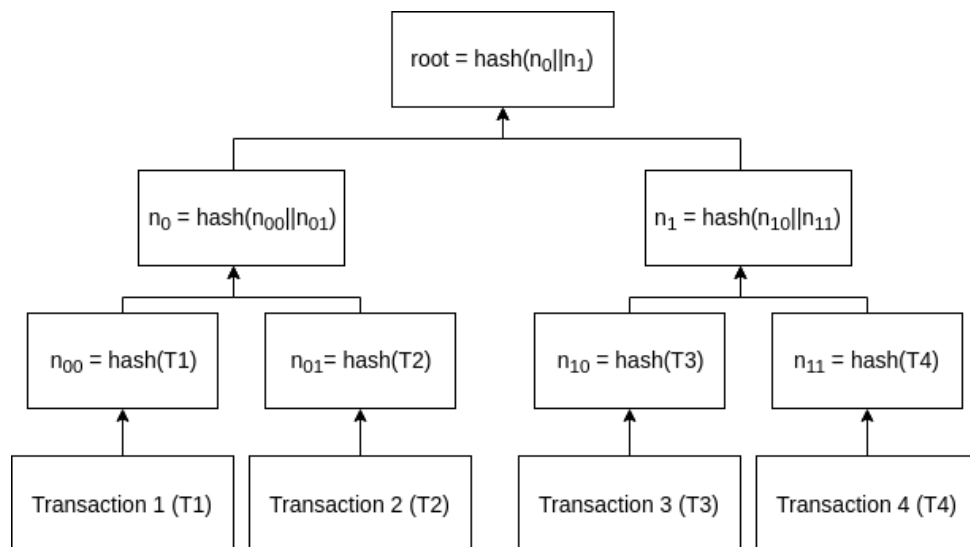 root = hash(n₀||n₁)
n₀ = hash(n₀₀||n₀₁)
n₁ = hash(n₁₀||n₁₁)
n₀₀ = hash(T1)
n₀₁= hash(T2)
n₁₀ = hash(T3)
n₁₁ = hash(T4)
Transaction 1 (T1)
Transaction 2 (T2)
Transaction 3 (T3)
Transaction 4 (T4)